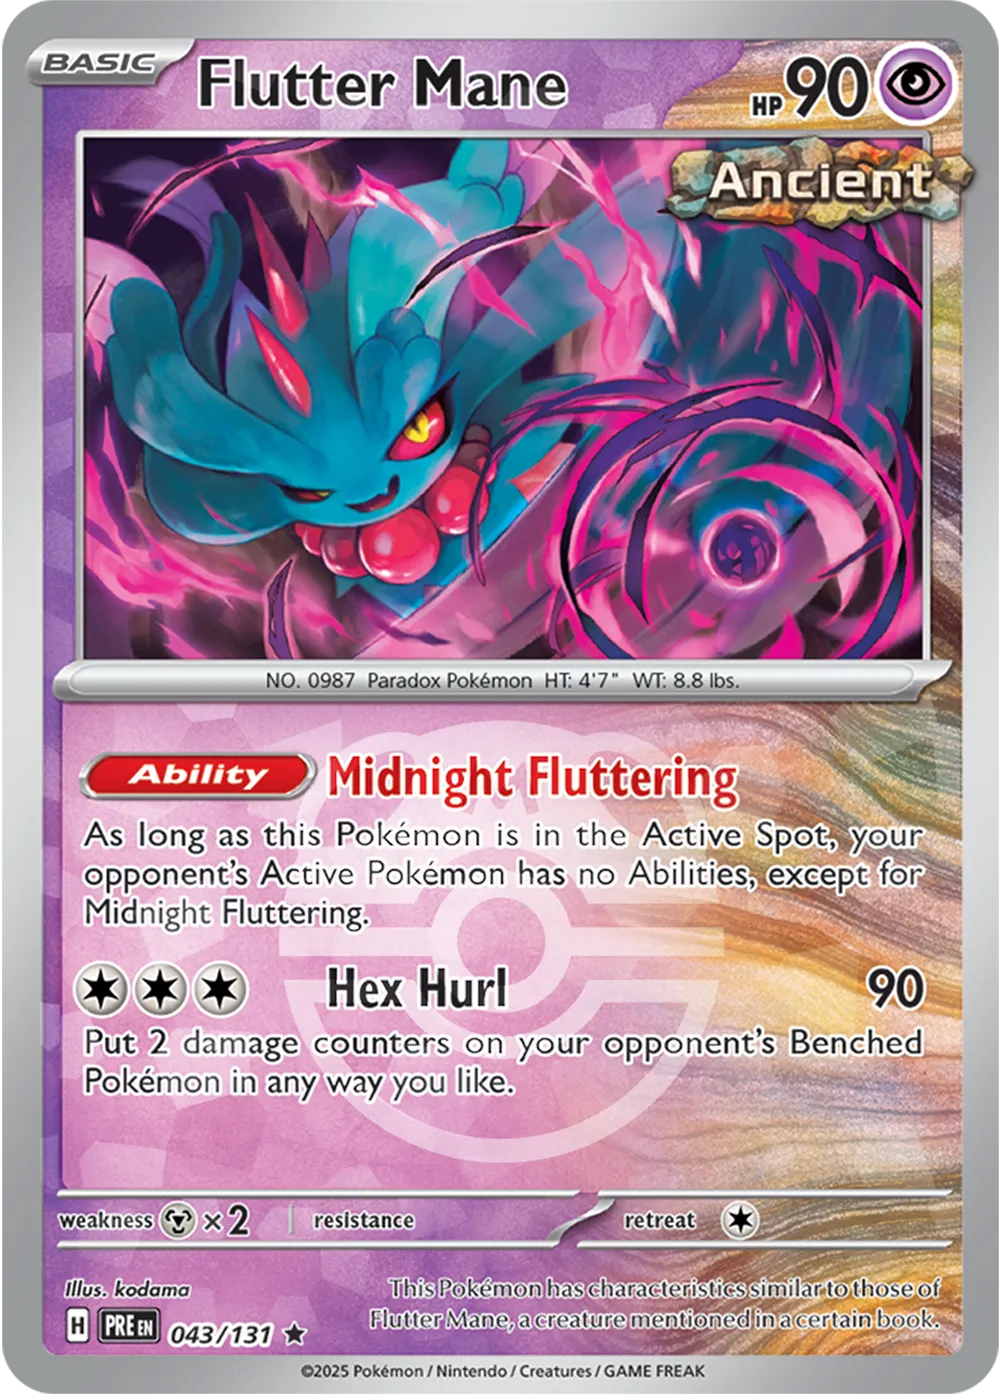 BASIC
Flutter Mane
HP 90
Ancient
NO. 0987 Paradox Pokémon HT: 4'7" WT: 8.8 lbs.
Ability Midnight Fluttering
As long as this Pokémon is in the Active Spot, your
opponent's Active Pokémon has no Abilities, except for
Midnight Fluttering.
Hex Hurl 90
Put 2 damage counters on your opponent's Benched
Pokémon in any way you like.
weakness ×2 resistance retreat
Illus. kodama
This Pokémon has characteristics similar to those of
Flutter Mane, a creature mentioned in a certain book.
H PRE EN 043/131 ★
©2025 Pokémon / Nintendo / Creatures / GAME FREAK